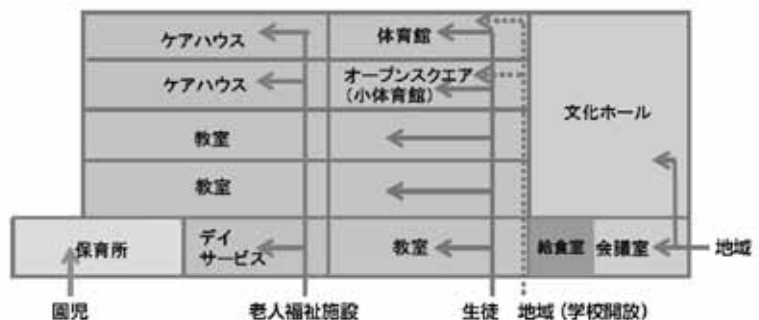 ケアハウス
体育館
ケアハウス
オープンスクエア
(小体育館)
文化ホール
教室
教室
保育所
デイ
サービス
教室
給食室
会議室
地域
園児
老人福祉施設
生徒
地域(学校開放)